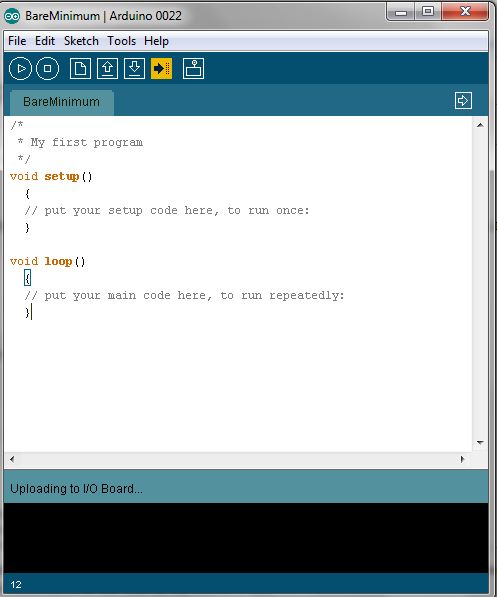 BareMinimum | Arduino 0022
File Edit Sketch Tools Help
BareMinimum
/*
 * My first program
 */
void setup()
  {
  // put your setup code here, to run once:
  }

void loop()
  {
  // put your main code here, to run repeatedly:
  }
Uploading to I/O Board...
12